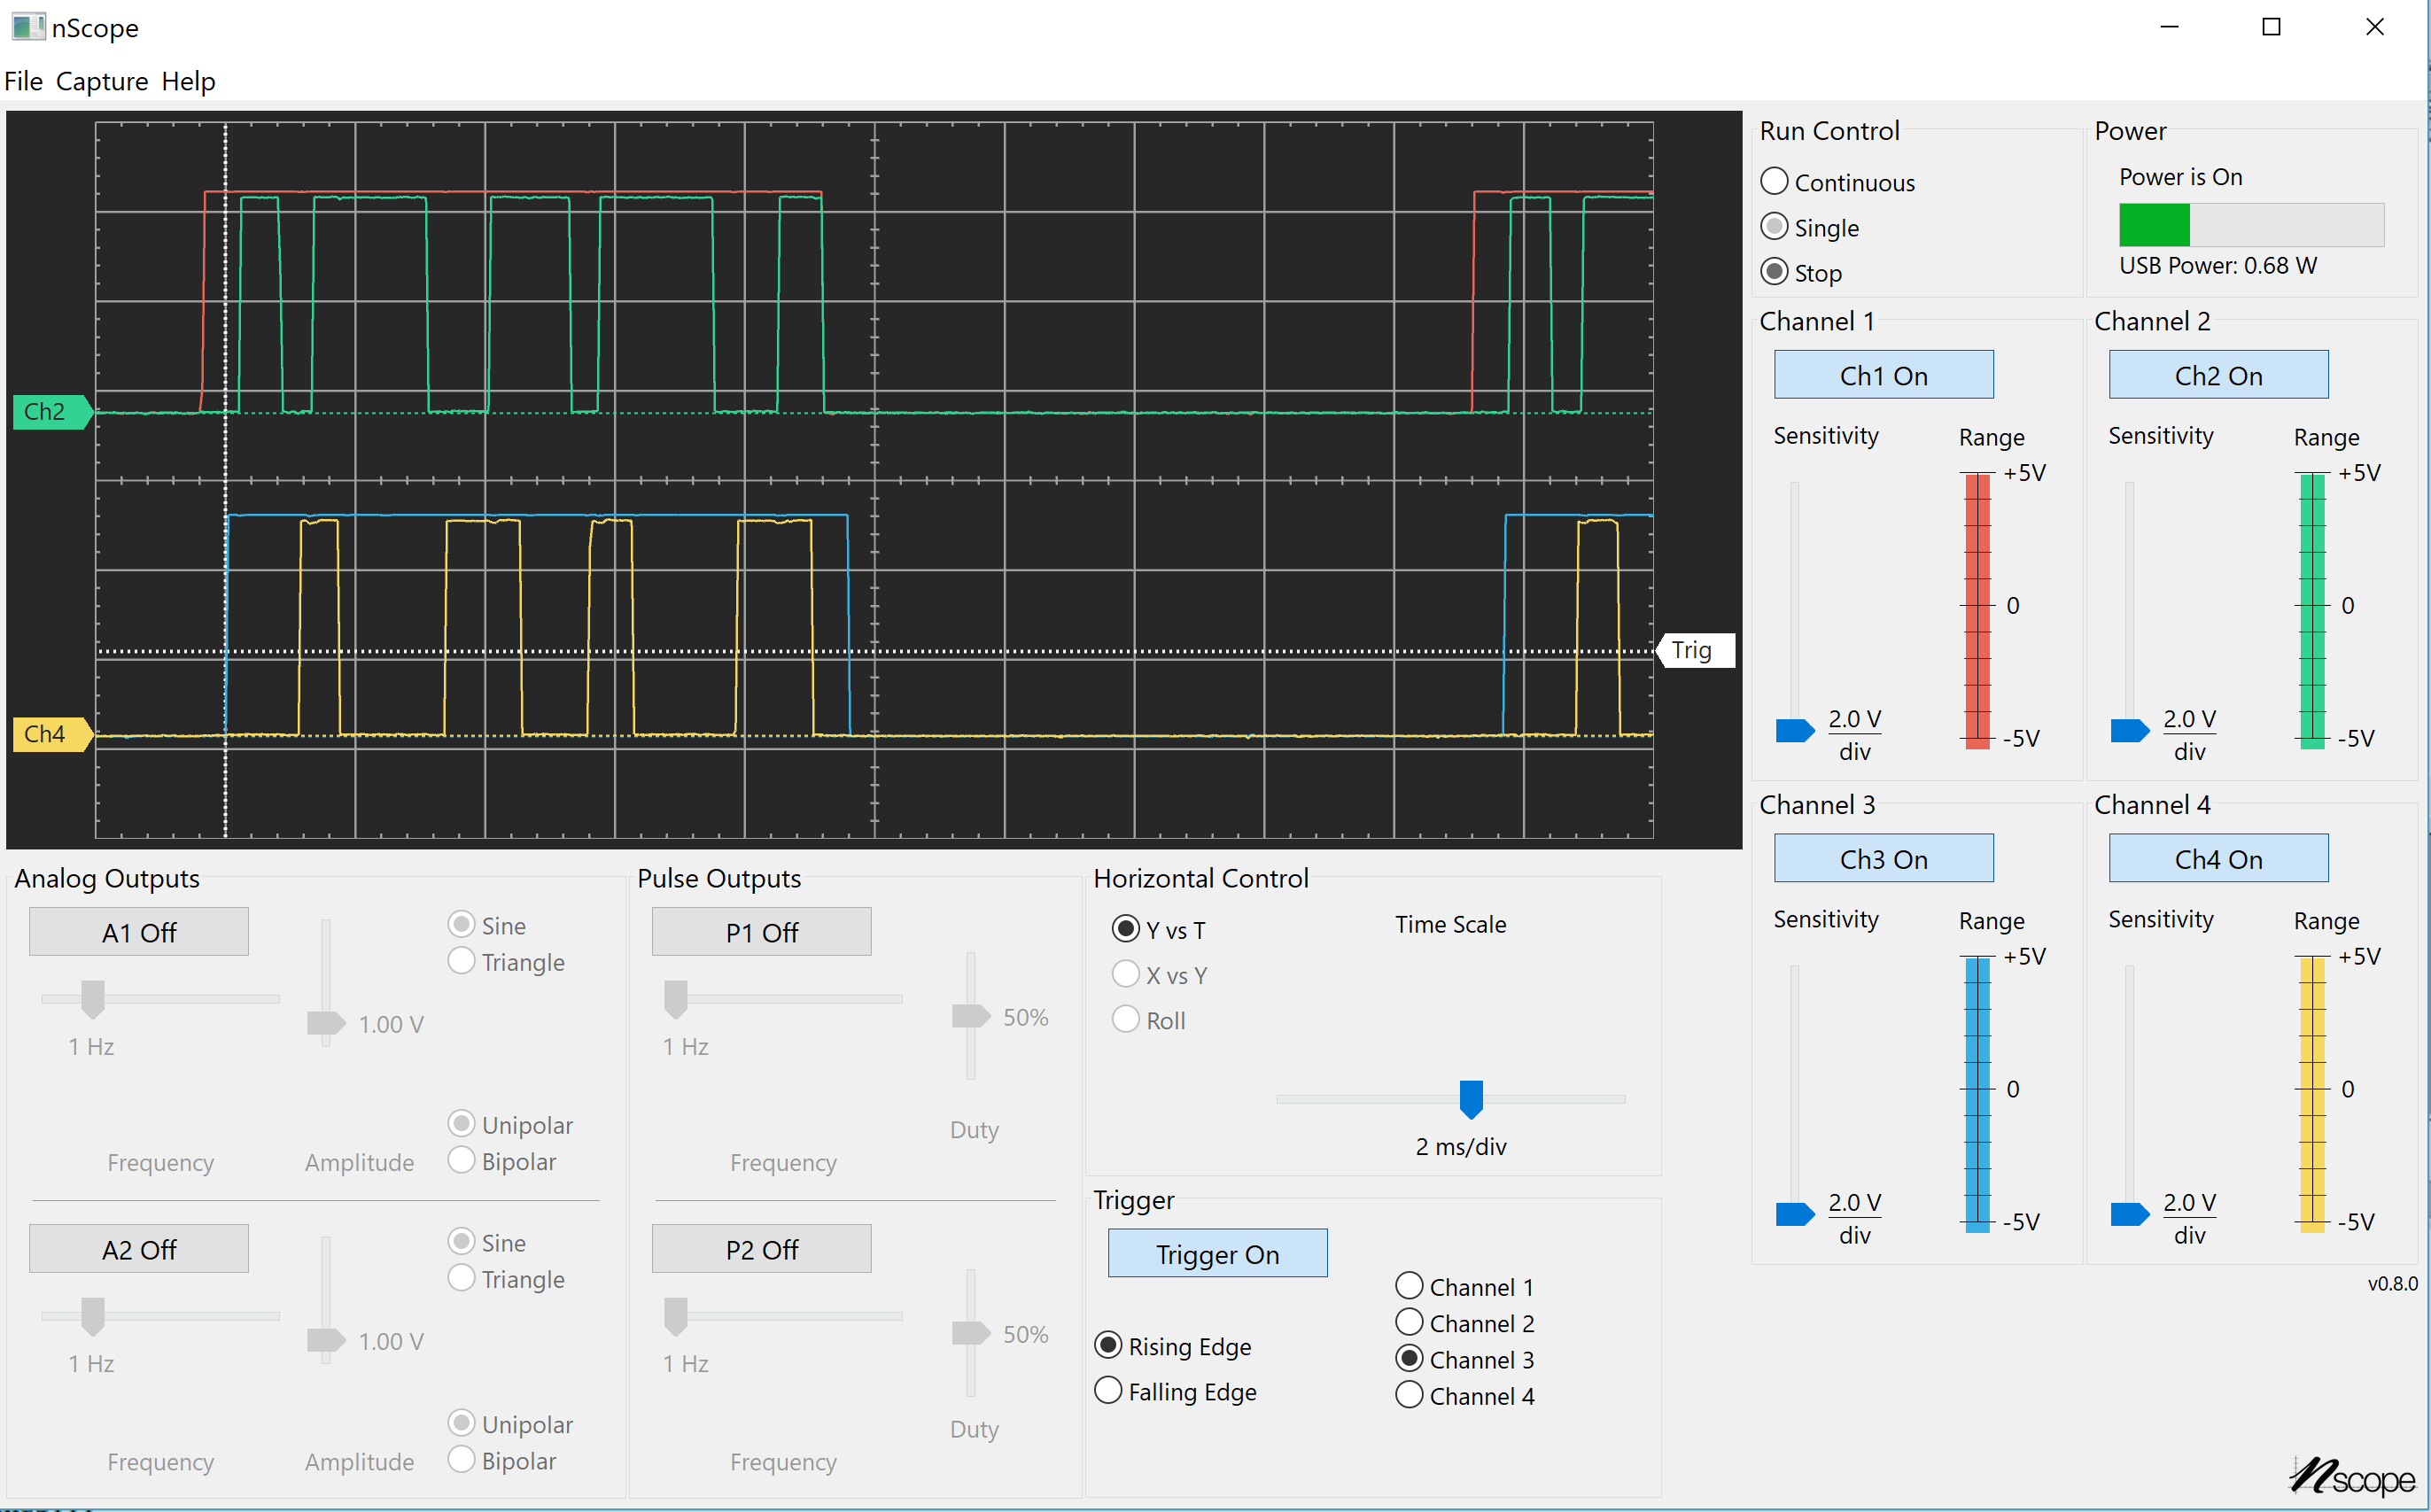 nScope
File Capture Help
Ch2
Trig
Ch4
Run Control
Continuous
Single
Stop
Power
Power is On
USB Power: 0.68 W
Channel 1
Ch1 On
Sensitivity
Range
+5V
0
-5V
2.0 V
div
Channel 2
Ch2 On
Sensitivity
Range
+5V
0
-5V
2.0 V
div
Channel 3
Ch3 On
Sensitivity
Range
+5V
0
-5V
2.0 V
div
Channel 4
Ch4 On
Sensitivity
Range
+5V
0
-5V
2.0 V
div
v0.8.0
Analog Outputs
A1 Off
1 Hz
Frequency
1.00 V
Amplitude
Sine
Triangle
Unipolar
Bipolar
A2 Off
1 Hz
Frequency
1.00 V
Amplitude
Sine
Triangle
Unipolar
Bipolar
Pulse Outputs
P1 Off
1 Hz
Frequency
50%
Duty
P2 Off
1 Hz
Frequency
50%
Duty
Horizontal Control
Y vs T
X vs Y
Roll
Time Scale
2 ms/div
Trigger
Trigger On
Rising Edge
Falling Edge
Channel 1
Channel 2
Channel 3
Channel 4
nscope